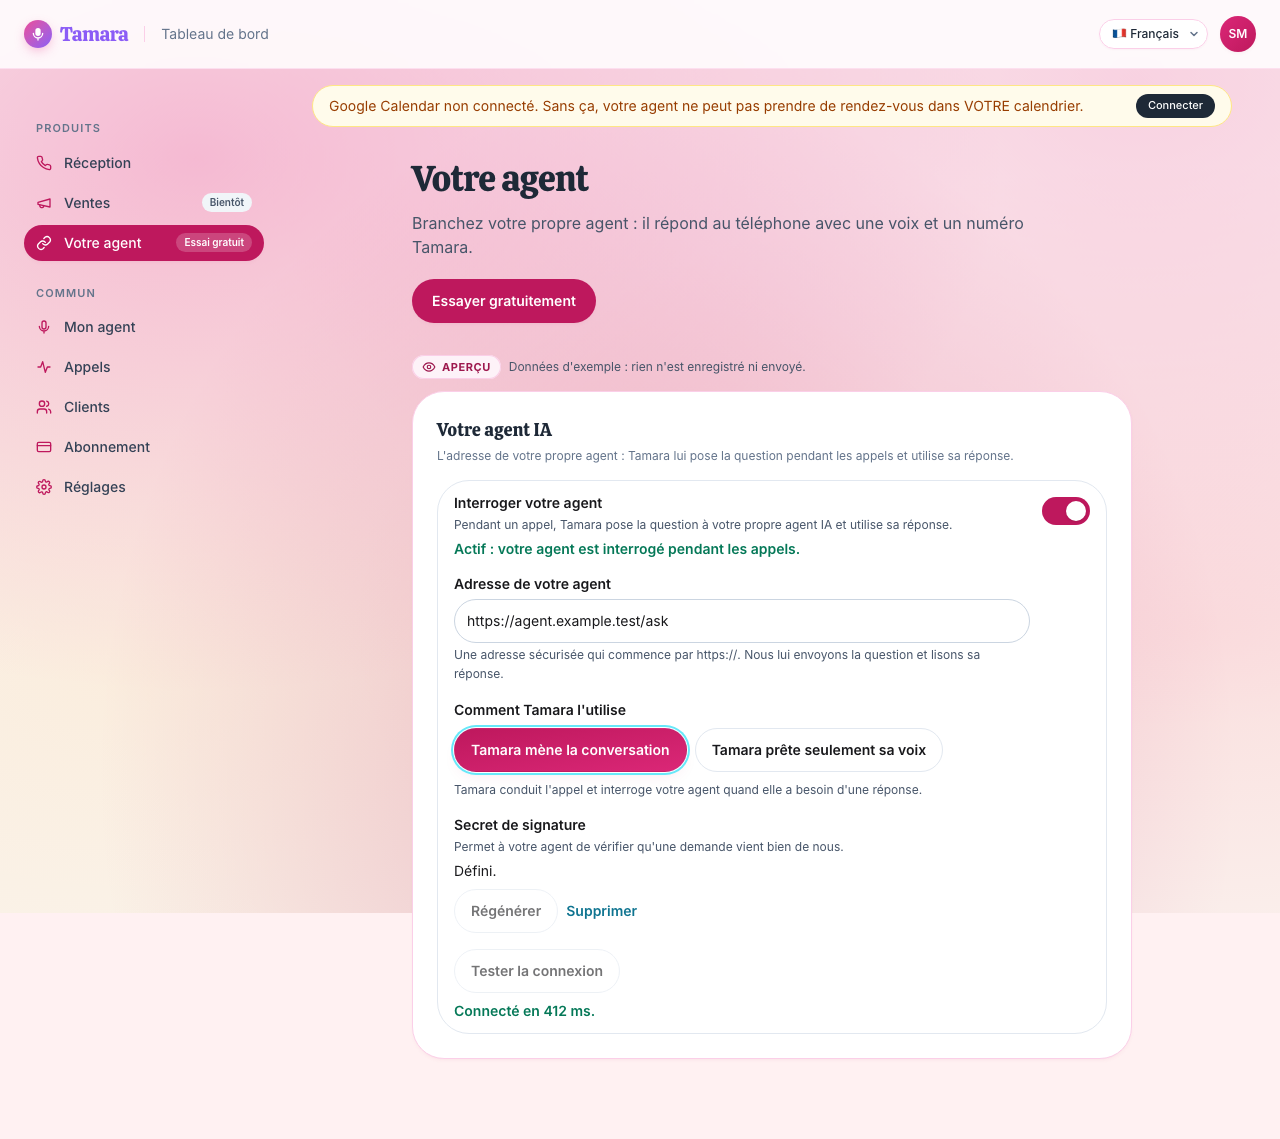 Tamara
Tableau de bord
Français
SM
Google Calendar non connecté. Sans ça, votre agent ne peut pas prendre de rendez-vous dans VOTRE calendrier.
Connecter
PRODUITS
Réception
Ventes
Bientôt
Votre agent
Essai gratuit
COMMUN
Mon agent
Appels
Clients
Abonnement
Réglages
Votre agent
Branchez votre propre agent : il répond au téléphone avec une voix et un numéro
Tamara.
Essayer gratuitement
APERÇU
Données d'exemple : rien n'est enregistré ni envoyé.
Votre agent IA
L'adresse de votre propre agent : Tamara lui pose la question pendant les appels et utilise sa réponse.
Interroger votre agent
Pendant un appel, Tamara pose la question à votre propre agent IA et utilise sa réponse.
Actif : votre agent est interrogé pendant les appels.
Adresse de votre agent
https://agent.example.test/ask
Une adresse sécurisée qui commence par https://. Nous lui envoyons la question et lisons sa
réponse.
Comment Tamara l'utilise
Tamara mène la conversation
Tamara prête seulement sa voix
Tamara conduit l'appel et interroge votre agent quand elle a besoin d'une réponse.
Secret de signature
Permet à votre agent de vérifier qu'une demande vient bien de nous.
Défini.
Régénérer
Supprimer
Tester la connexion
Connecté en 412 ms.